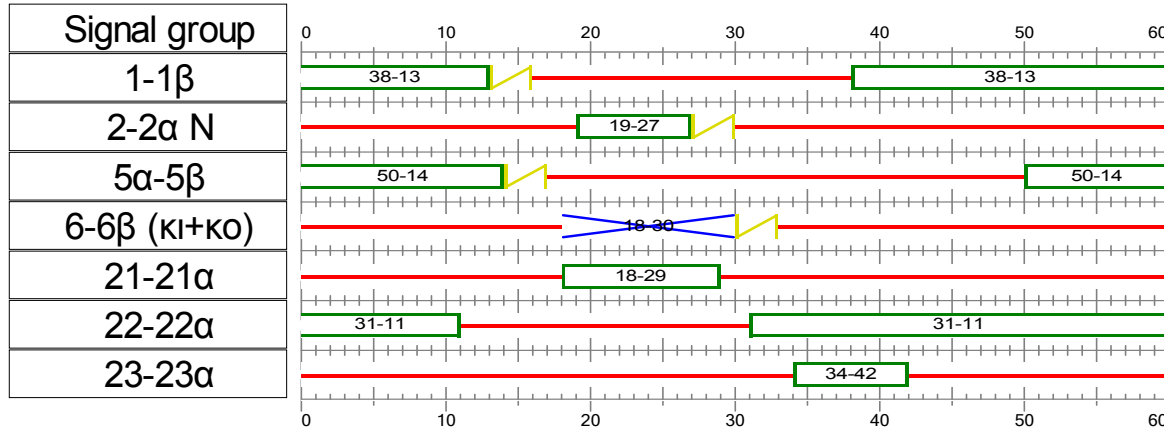 Signal group 0 10 20 30 40 50 60
1-1β 38-13 38-13
2-2α N 19-27
5α-5β 50-14 50-14
6-6β (κι+κο) 18-30
21-21α 18-29
22-22α 31-11 31-11
23-23α 34-42
0 10 20 30 40 50 60